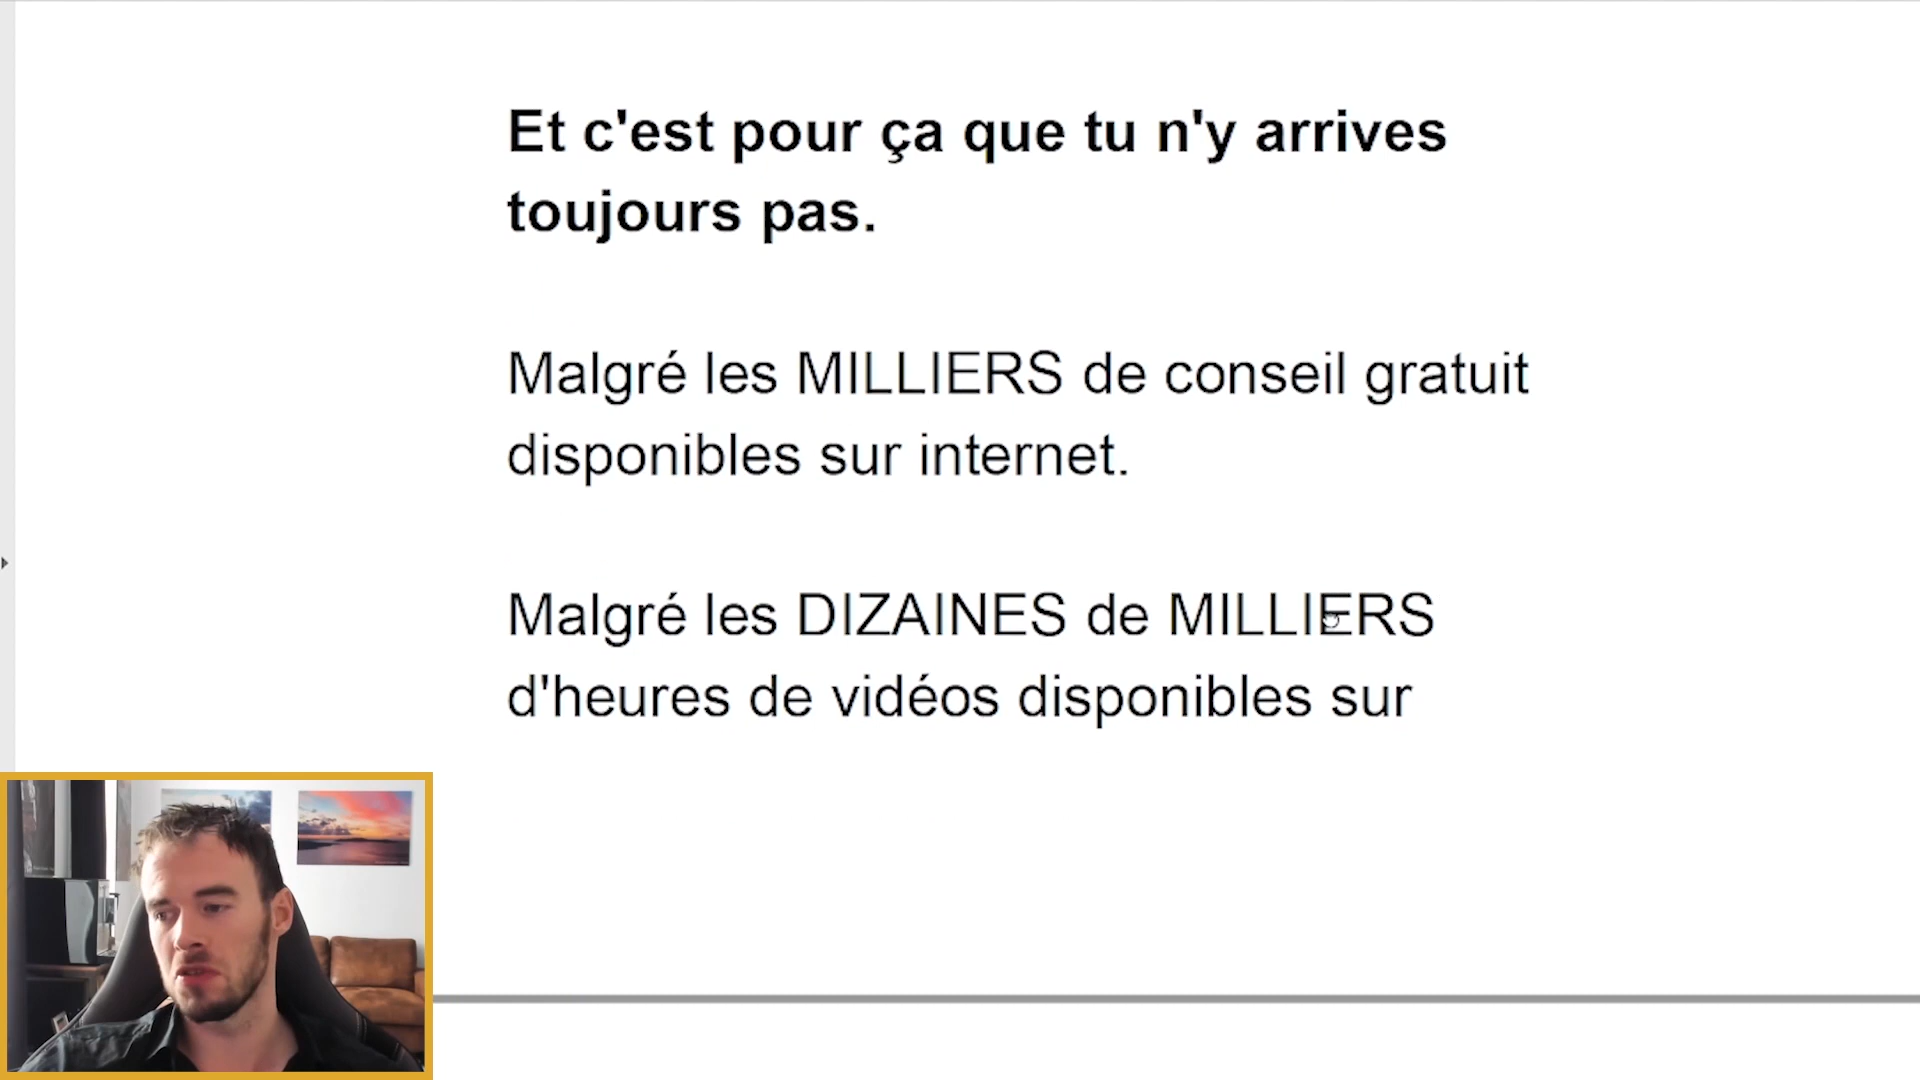 Et c'est pour ça que tu n'y arrives
toujours pas.
Malgré les MILLIERS de conseil gratuit
disponibles sur internet.
Malgré les DIZAINES de MILLIERS
d'heures de vidéos disponibles sur